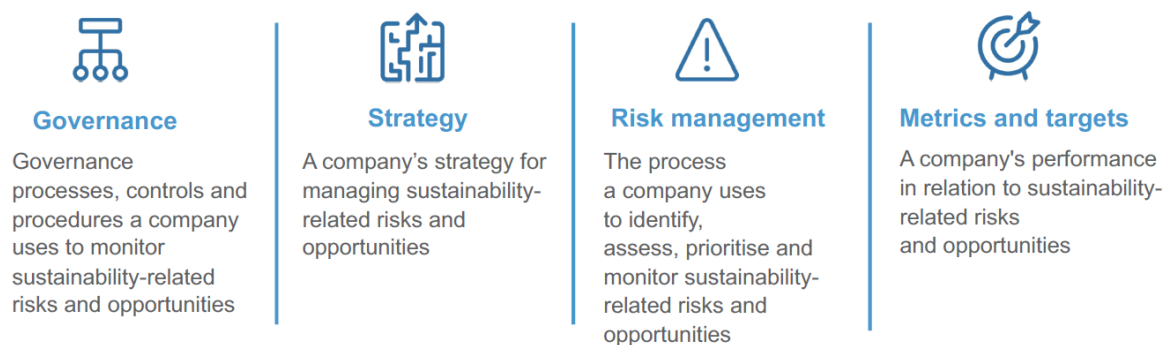 Governance
Governance
processes, controls and
procedures a company
uses to monitor
sustainability-related
risks and opportunities
Strategy
A company’s strategy for
managing sustainability-
related risks and
opportunities
Risk management
The process
a company uses
to identify,
assess, prioritise and
monitor sustainability-
related risks and
opportunities
Metrics and targets
A company's performance
in relation to sustainability-
related risks
and opportunities